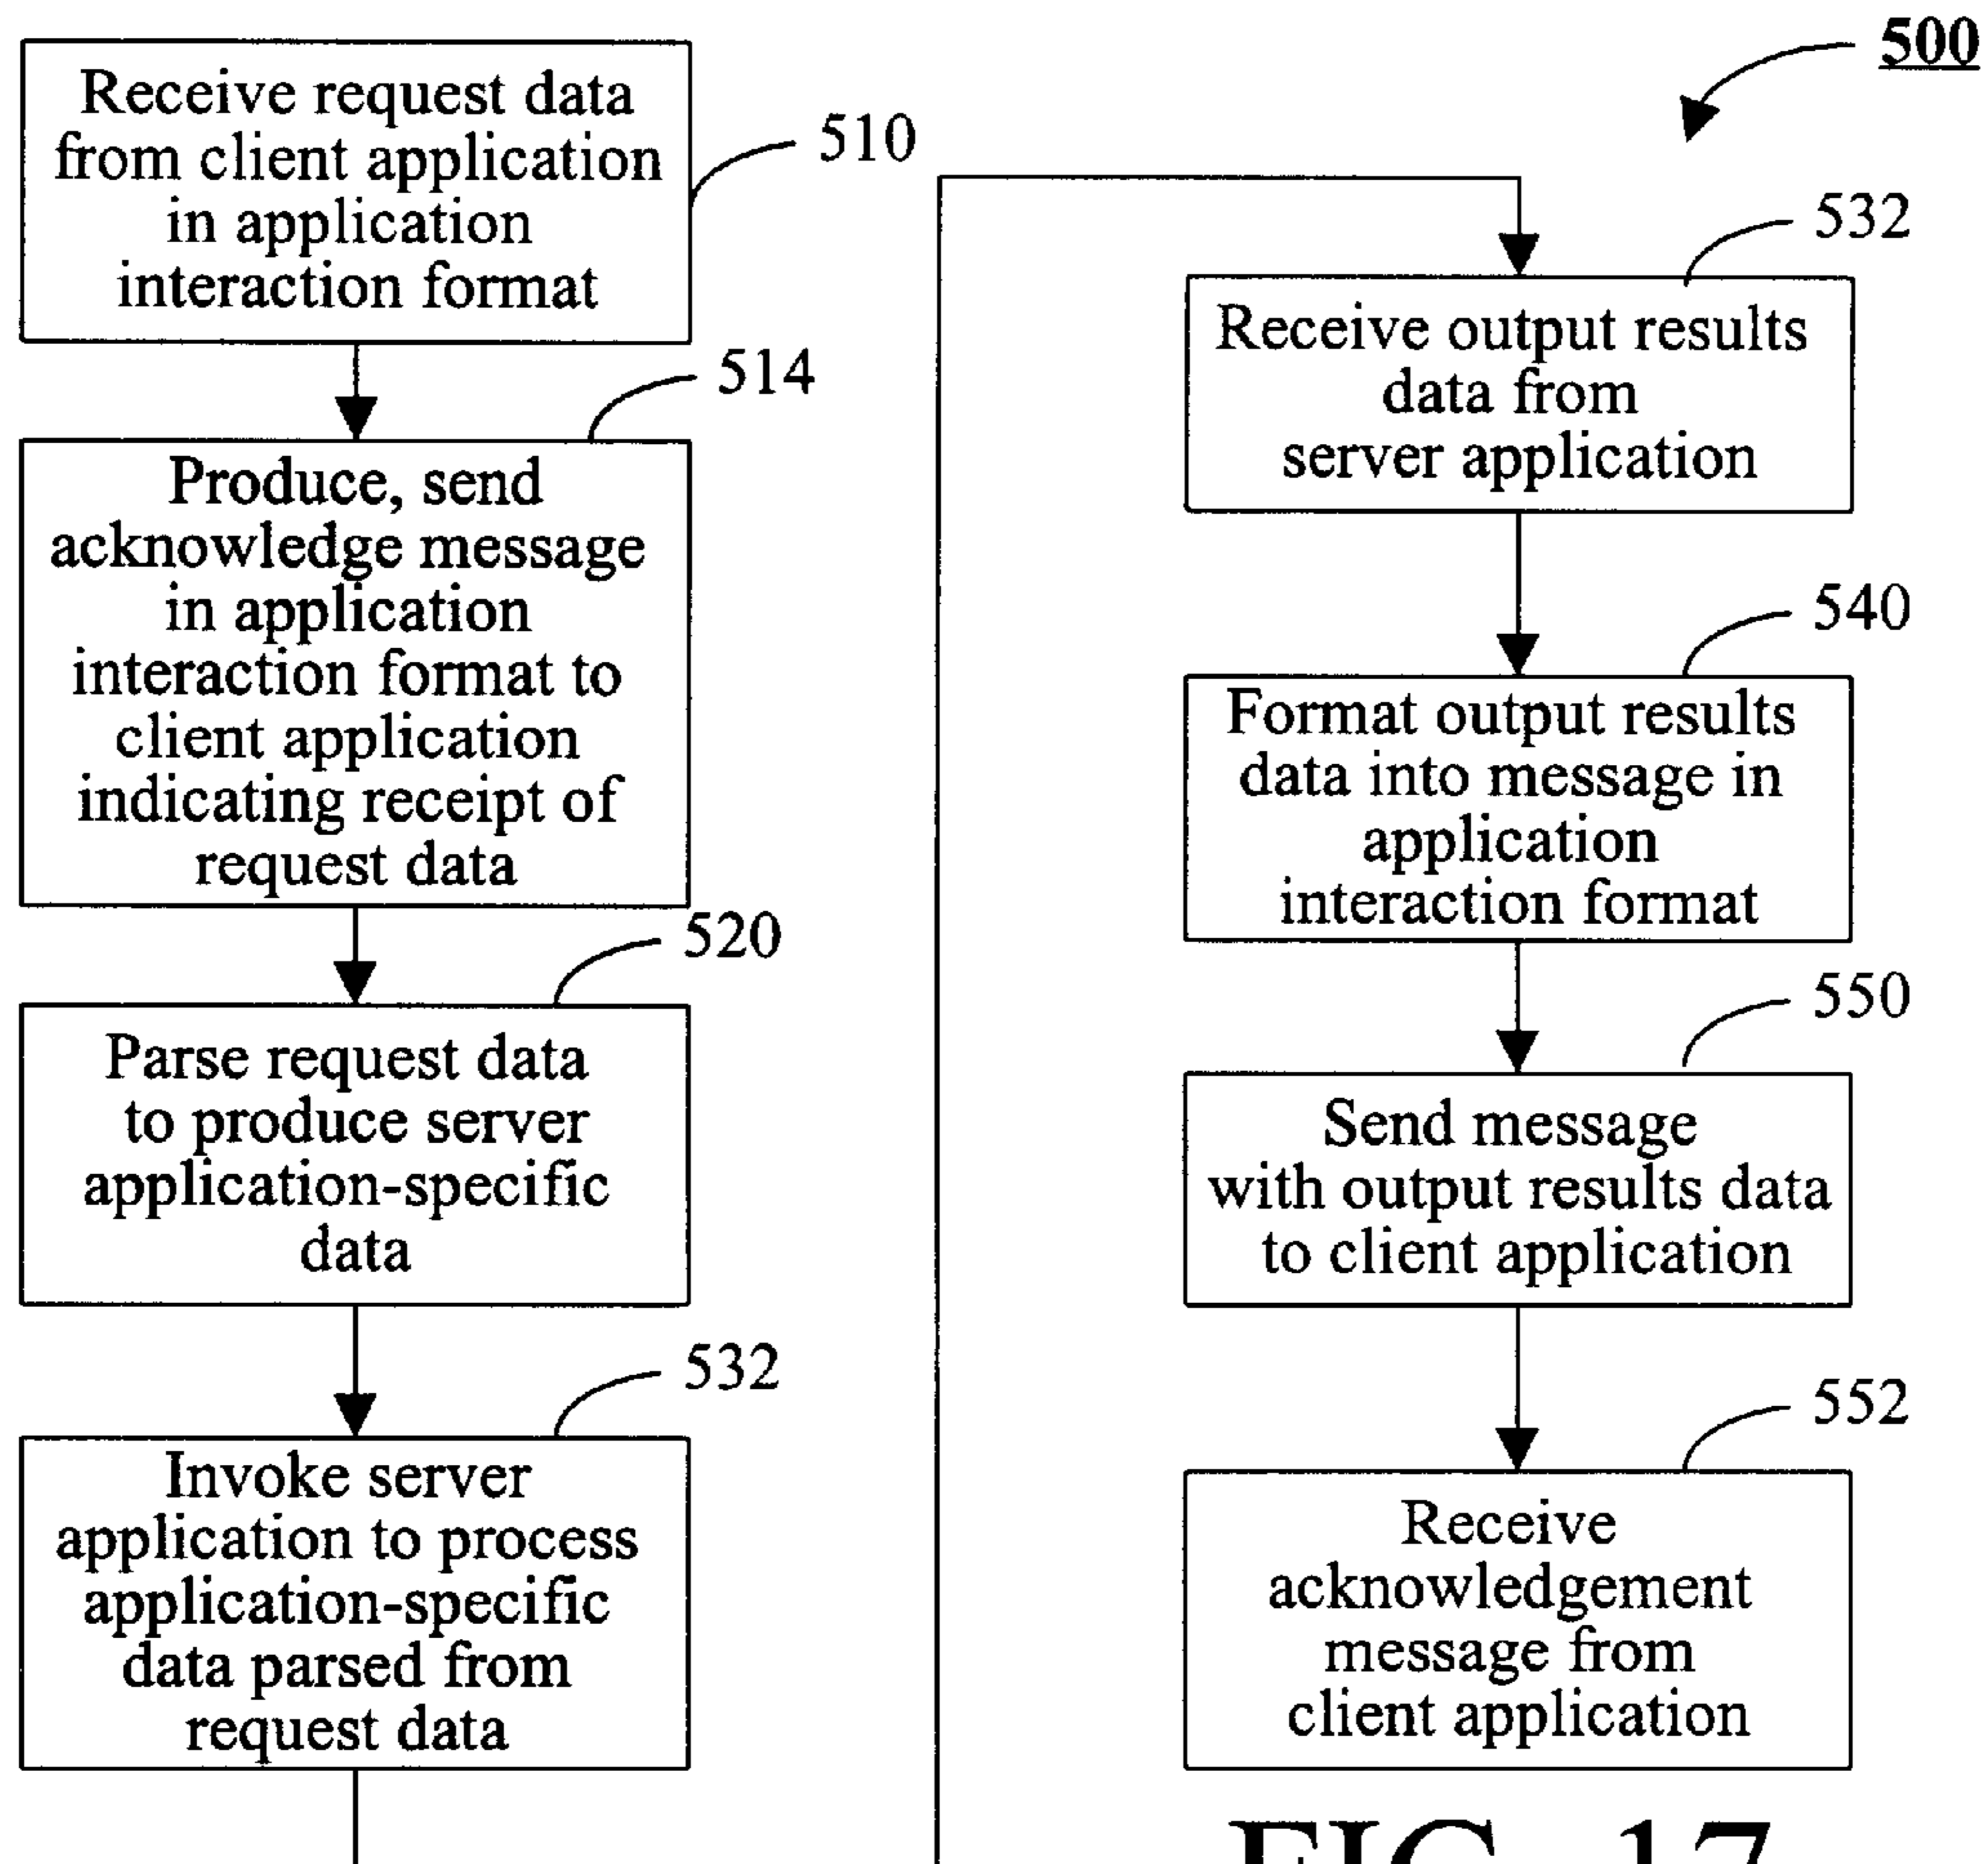 Receive request data
from client application
in application
interaction format
510
Produce, send
acknowledge message
in application
interaction format to
client application
indicating receipt of
request data
514
Parse request data
to produce server
application-specific
data
520
Invoke server
application to process
application-specific
data parsed from
request data
532
500
Receive output results
data from
server application
532
Format output results
data into message in
application
interaction format
540
Send message
with output results data
to client application
550
Receive
acknowledgement
message from
client application
552
FIG. 17